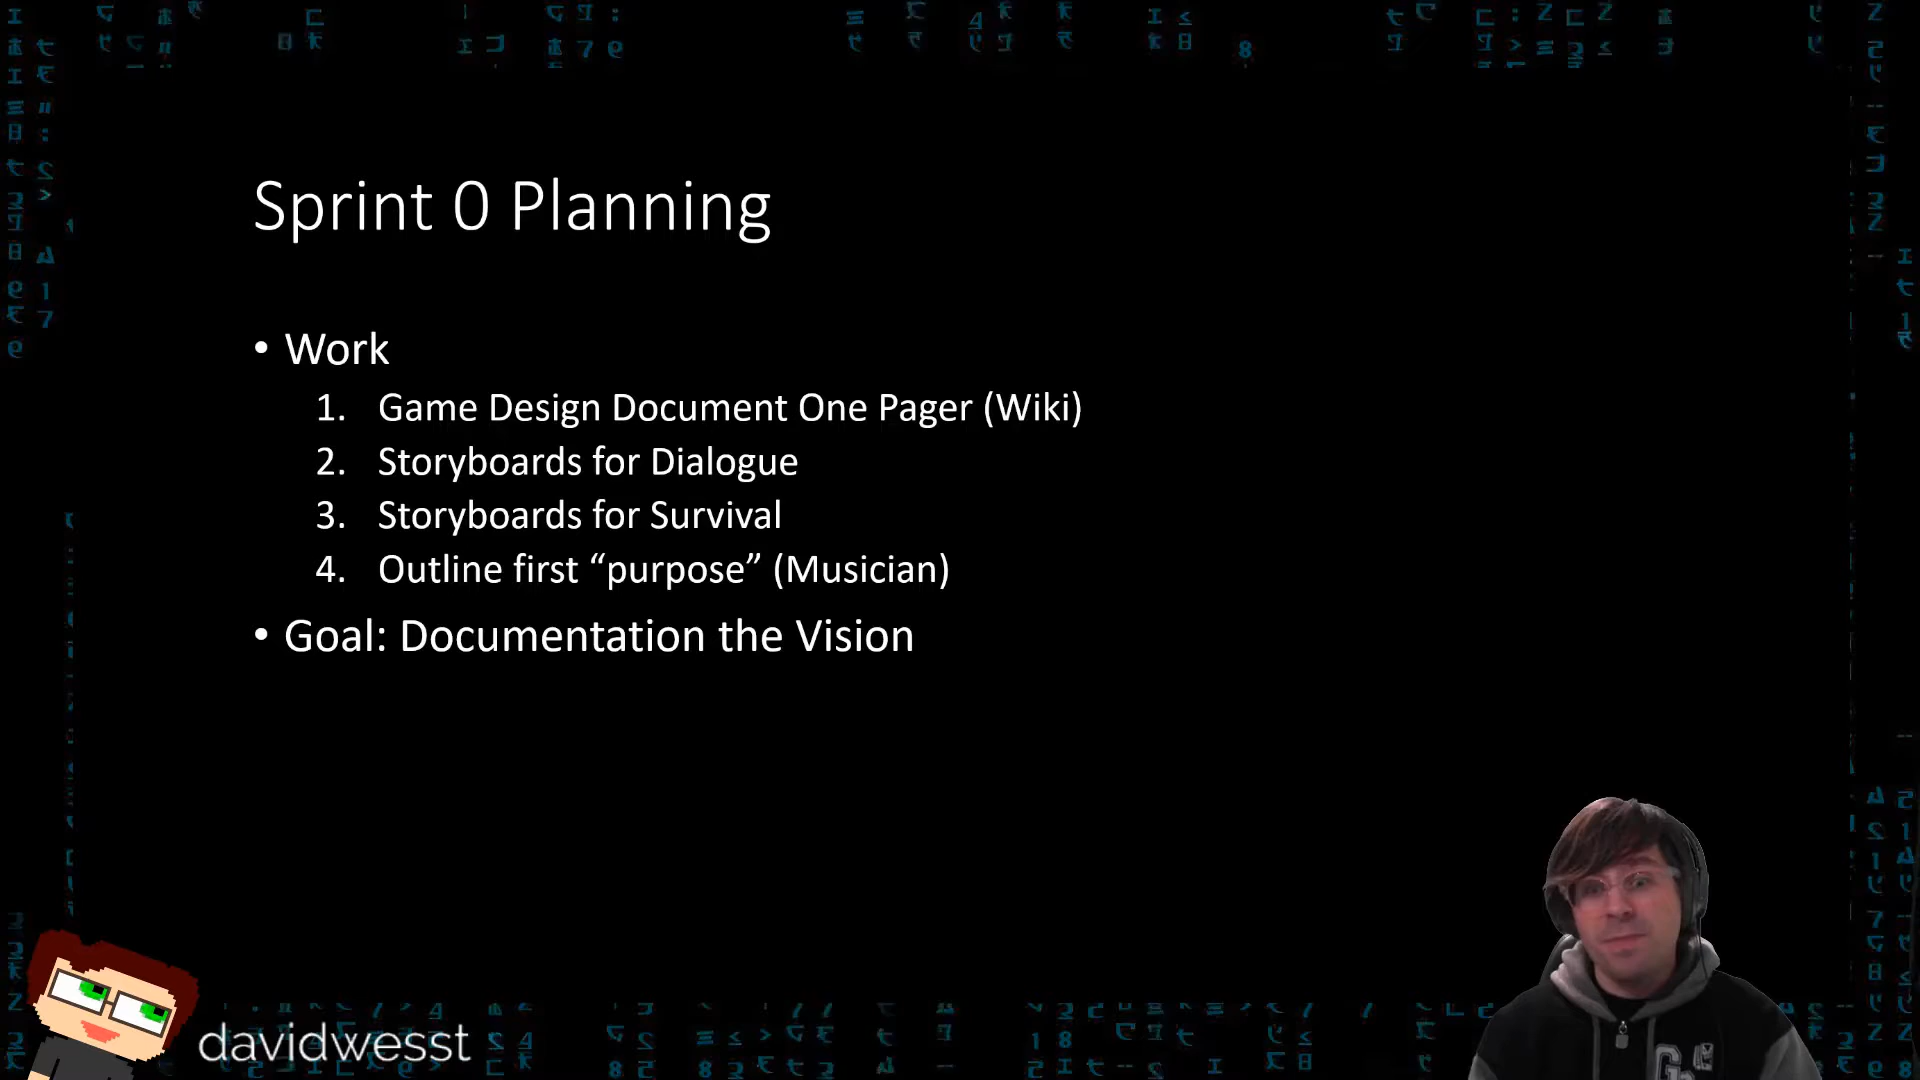 Sprint 0 Planning
• Work
1. Game Design Document One Pager (Wiki)
2. Storyboards for Dialogue
3. Storyboards for Survival
4. Outline first “purpose” (Musician)
• Goal: Documentation the Vision
davidwesst